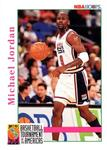 NBA HOOPS
Michael Jordan
BASKETBALL
TOURNAMENT
OF THE
AMERICAS